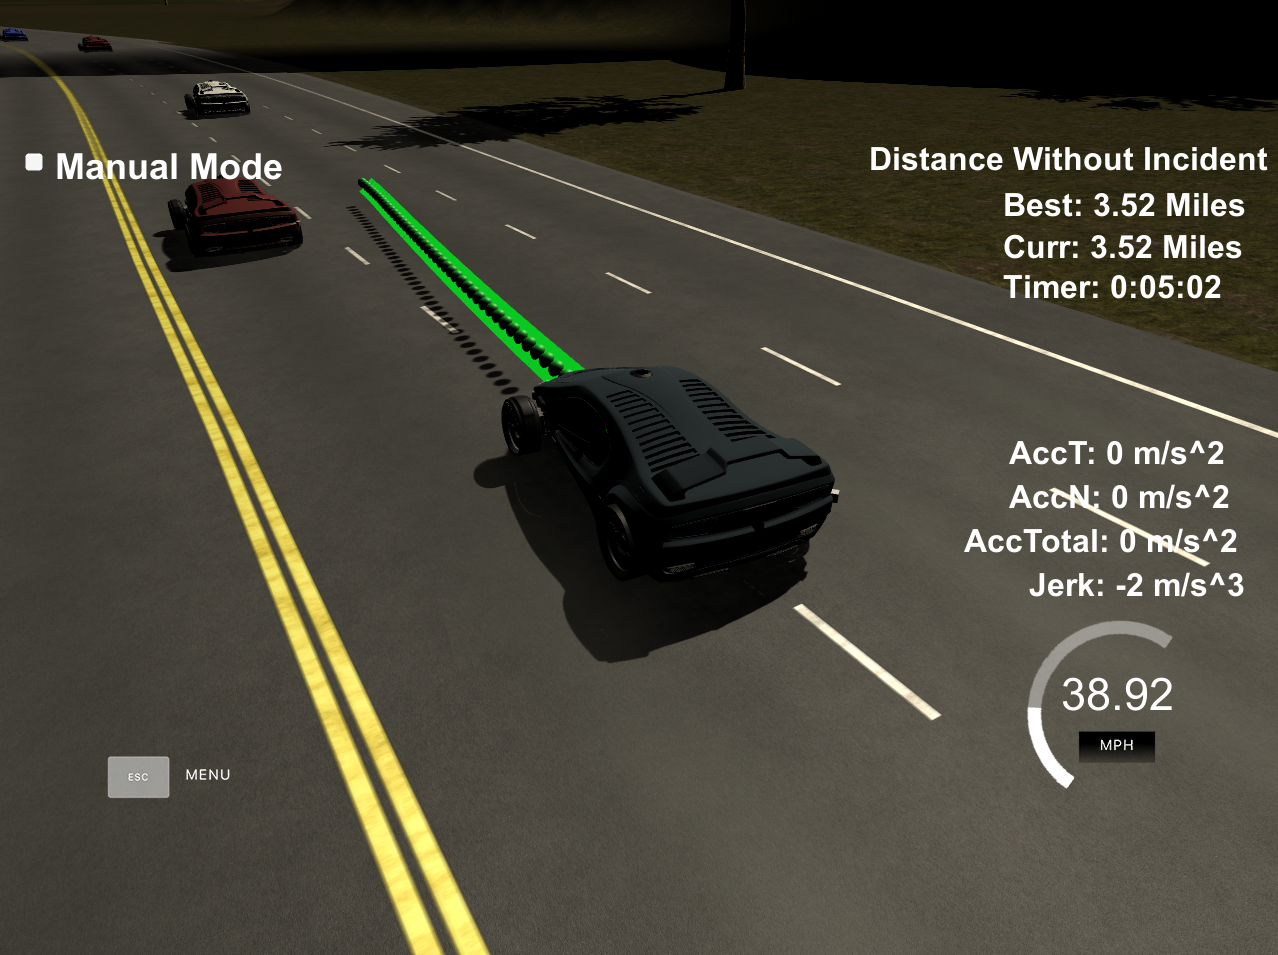 Manual Mode
Distance Without Incident
Best: 3.52 Miles
Curr: 3.52 Miles
Timer: 0:05:02
AccT: 0 m/s^2
AccN: 0 m/s^2
AccTotal: 0 m/s^2
Jerk: -2 m/s^3
38.92
MPH
ESC MENU